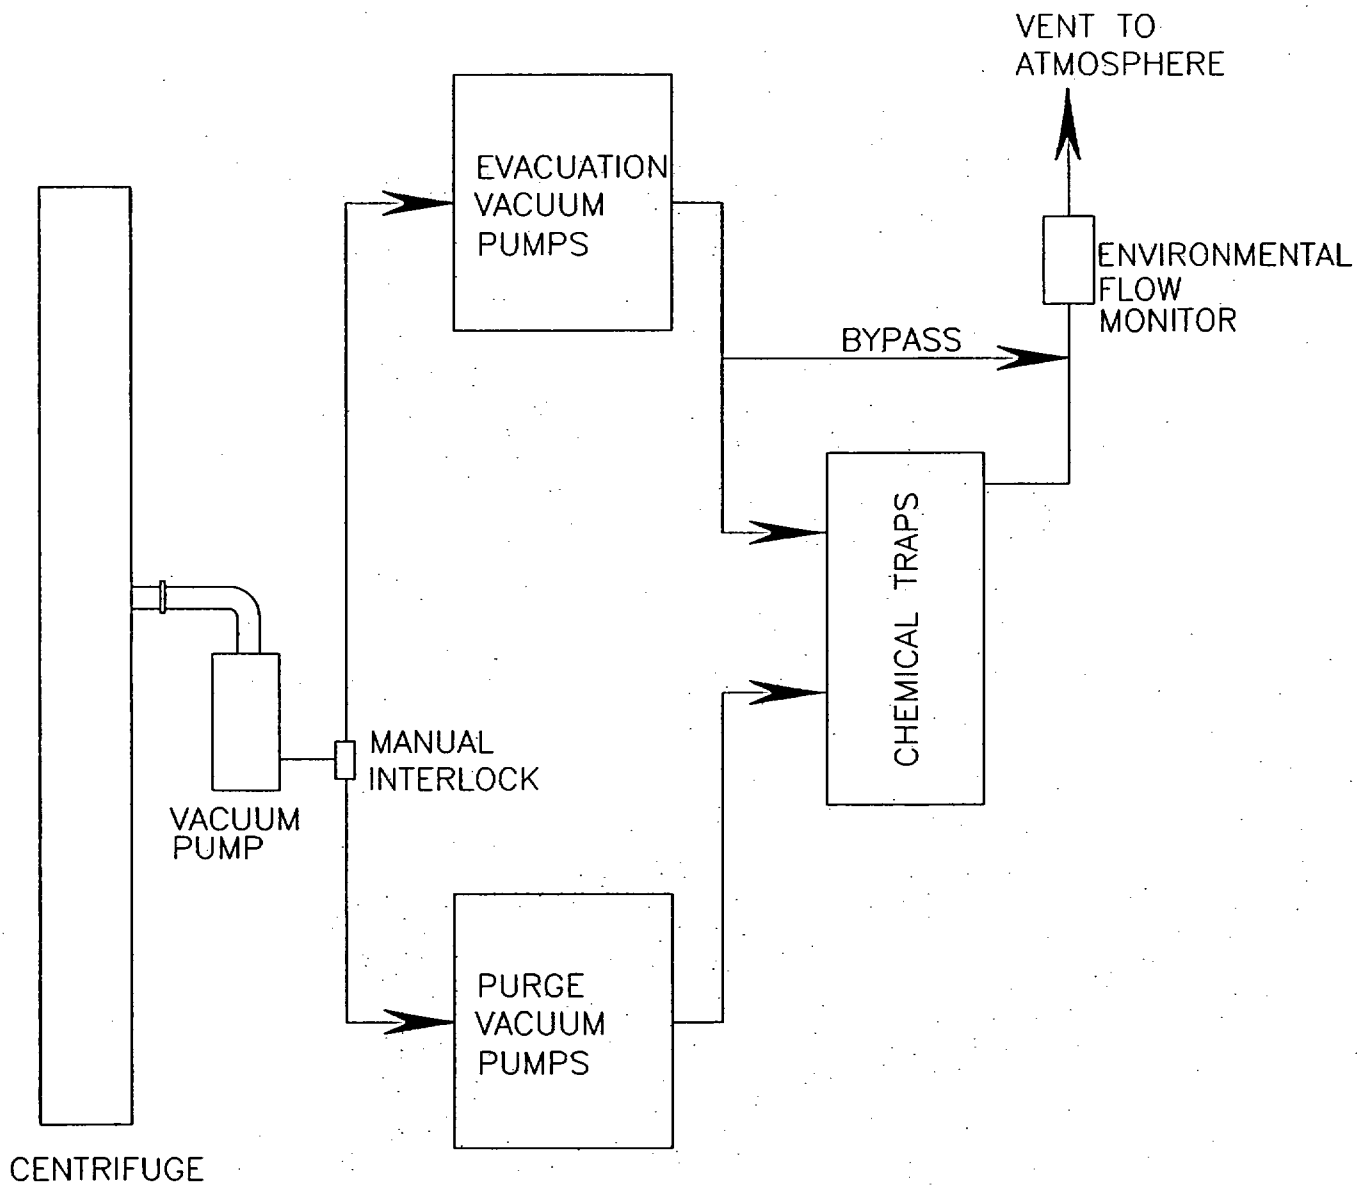 VENT TO
ATMOSPHERE
EVACUATION
VACUUM
PUMPS
ENVIRONMENTAL
FLOW
MONITOR
BYPASS
CHEMICAL TRAPS
MANUAL
INTERLOCK
VACUUM
PUMP
PURGE
VACUUM
PUMPS
CENTRIFUGE